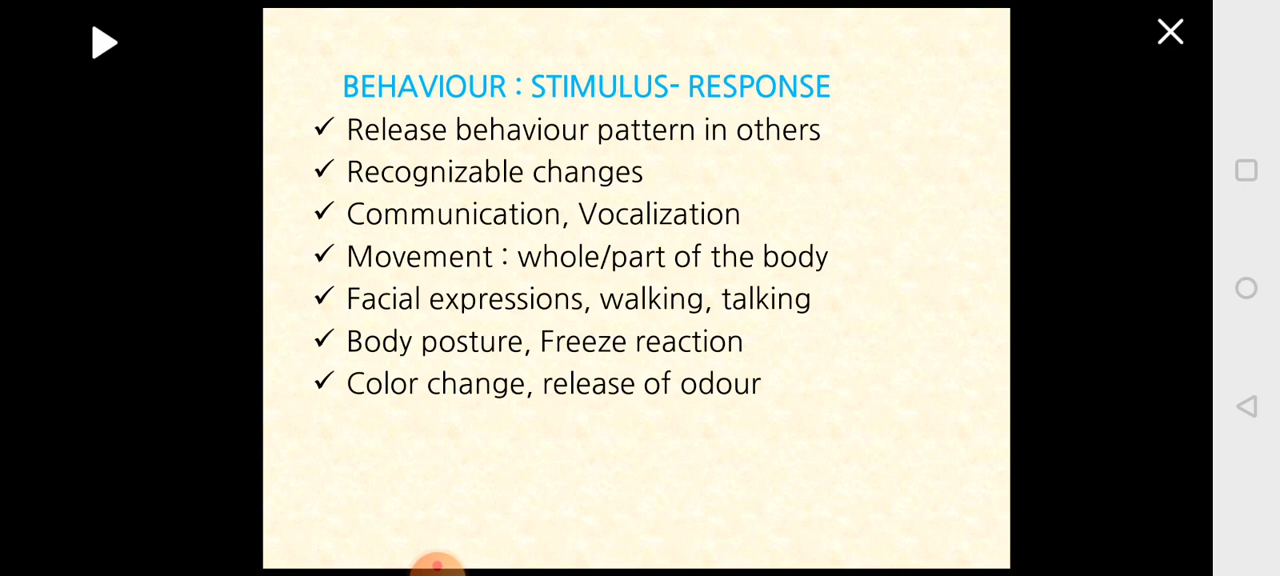 BEHAVIOUR : STIMULUS- RESPONSE
✓ Release behaviour pattern in others
✓ Recognizable changes
✓ Communication, Vocalization
✓ Movement : whole/part of the body
✓ Facial expressions, walking, talking
✓ Body posture, Freeze reaction
✓ Color change, release of odour